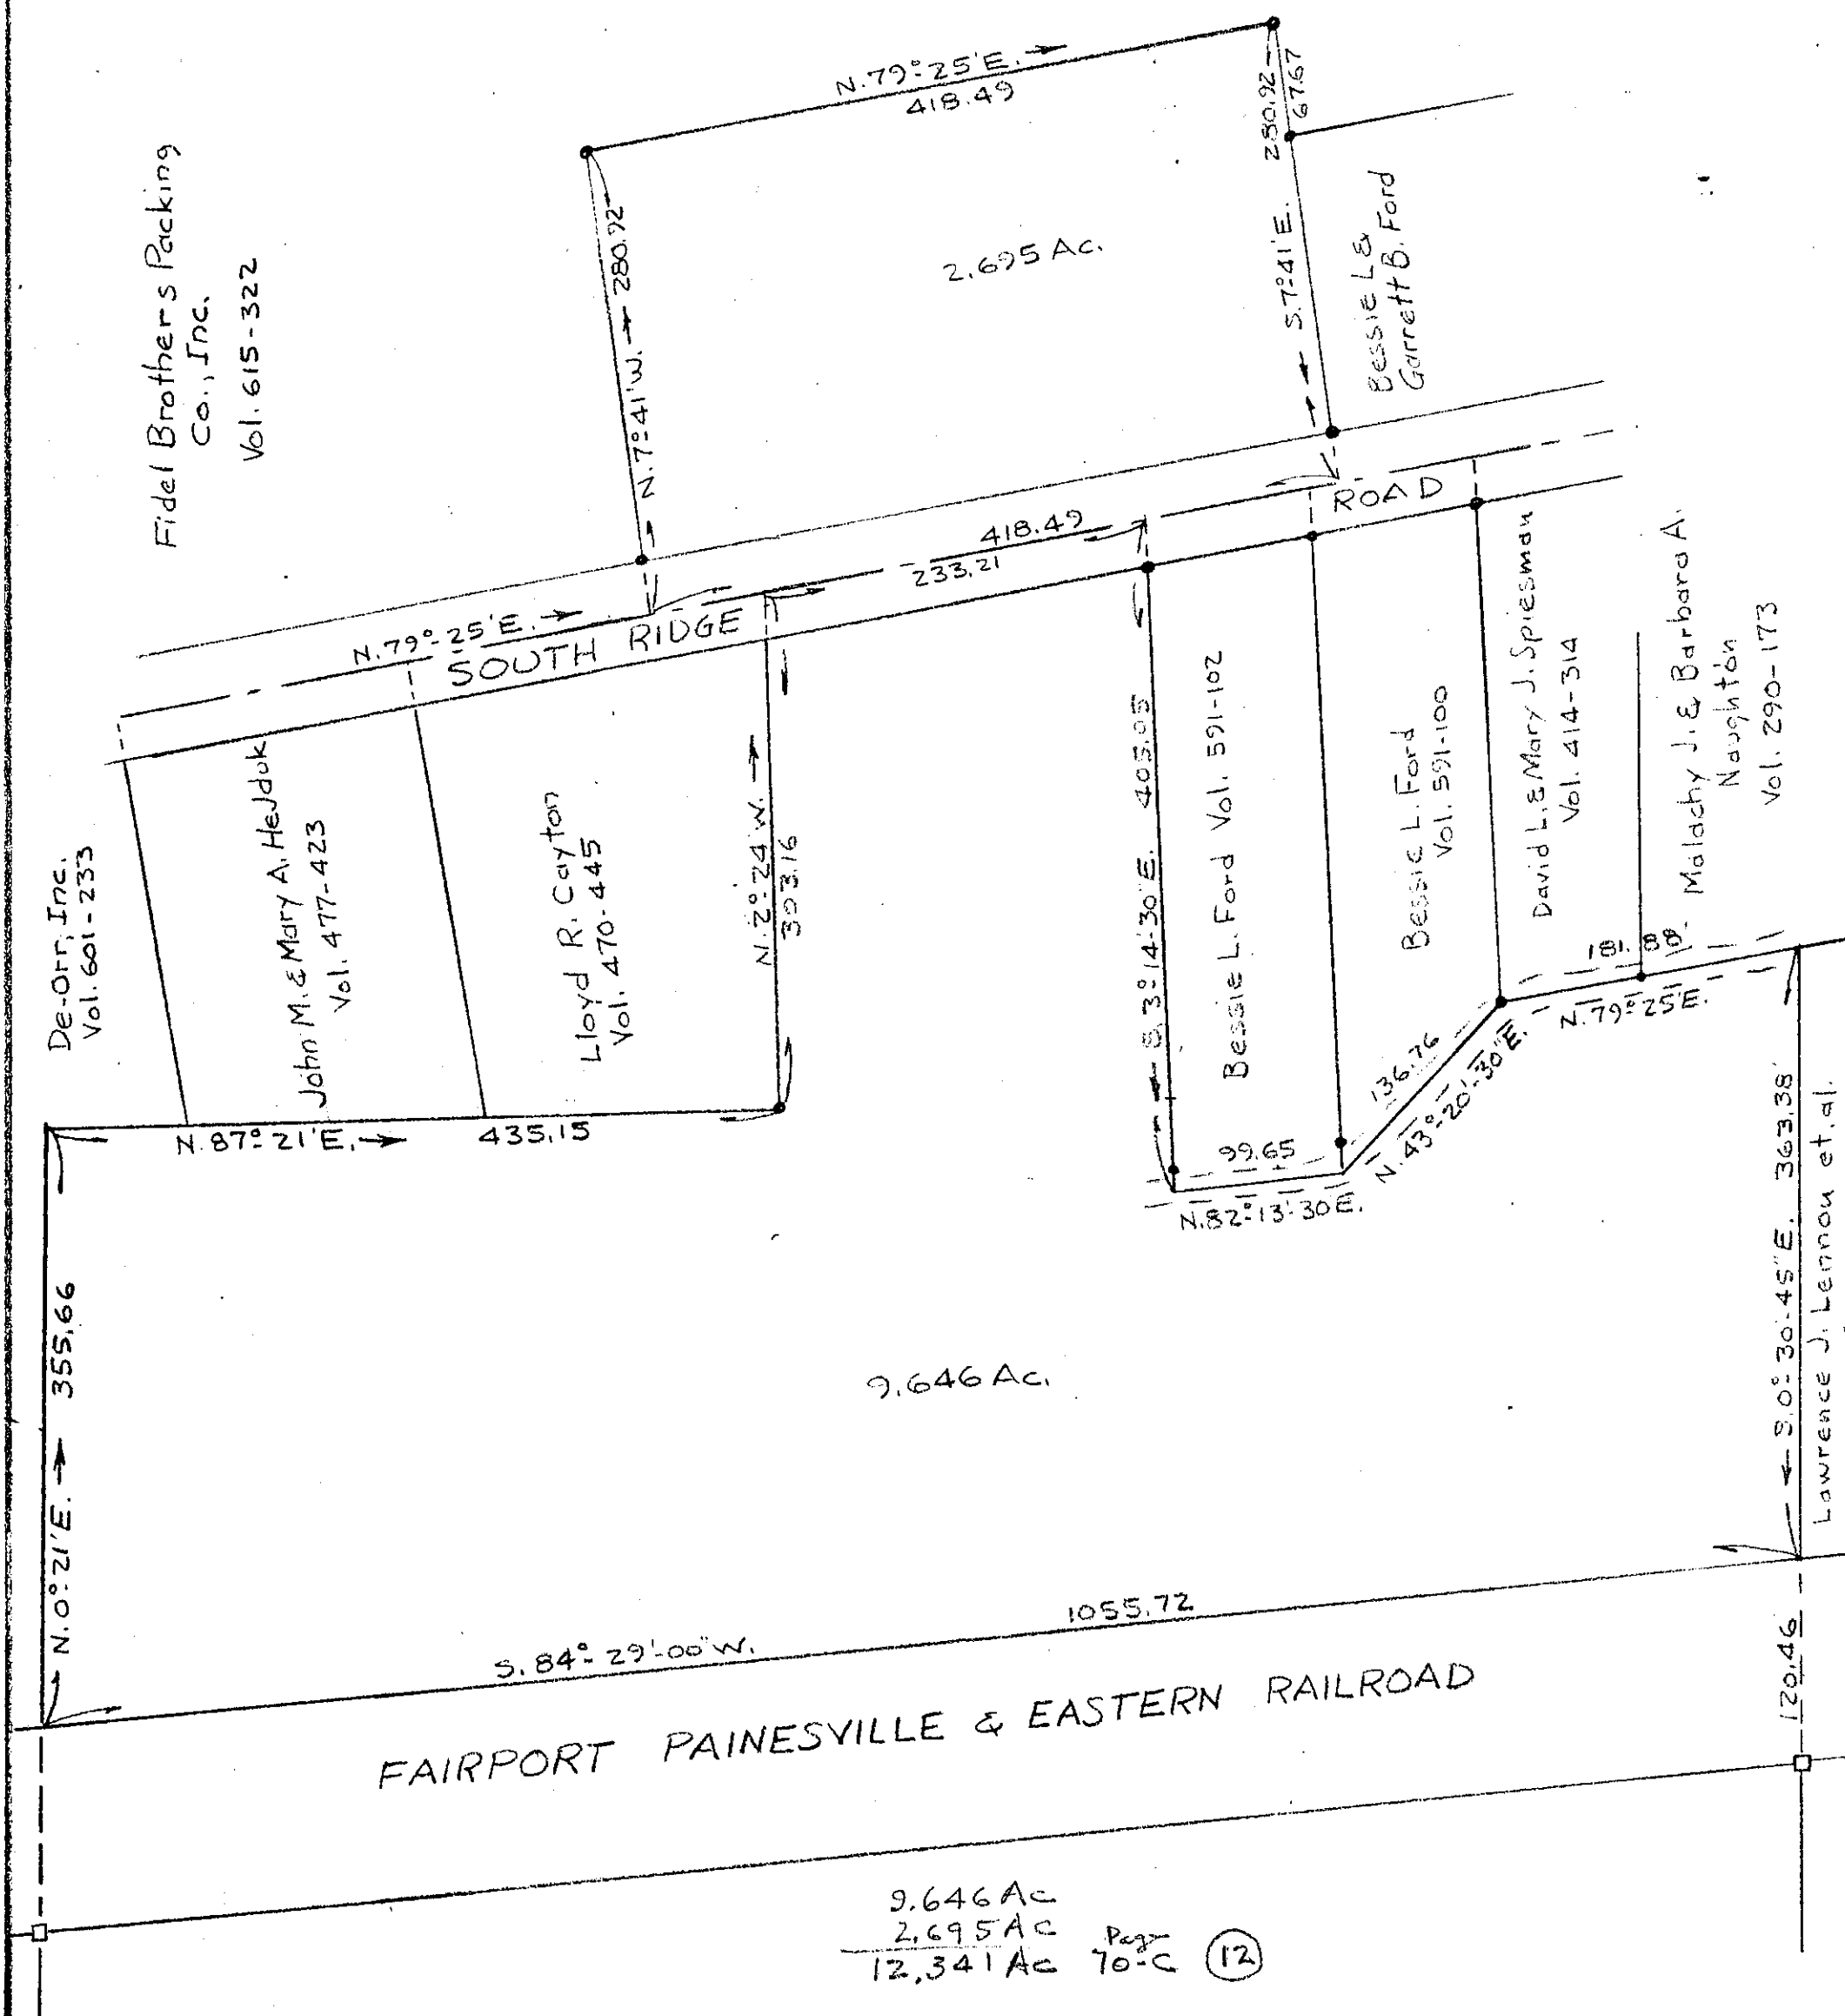 N.79°-25'E.
418.49
280.92
67.67
Fidel Brothers Packing
Co., Inc.
Vol. 615-322
N.7°-41'W. 280.92
2.695 Ac.
S.7°-41'E.
Bessie L. &
Garrett B. Ford
N.79°-25'E.
418.49
233.21
SOUTH RIDGE ROAD
De-Orr, Inc.
Vol. 601-233
John M. & Mary A. Hejduk
Vol. 477-423
Lloyd R. Cayton
Vol. 470-445
N.2°-24'W.
303.16
S.3°-14'-30"E. 405.05
Bessie L. Ford Vol. 591-102
Bessie L. Ford
Vol. 591-100
David L. & Mary J. Spiesman
Vol. 414-314
Malachy J. & Barbara A.
Naughton
Vol. 290-173
181.88
N.79°-25'E.
136.76
N.43°-20'-30"E.
99.65
N.82°-13'-30"E.
N.87°-21'E.
435.15
N.0°-21'E. 355.66
9.646 Ac.
S.0°-30'-45"E. 363.38'
Lawrence J. Lennon et.al.
1055.72
S.84°-29'-00"W.
120.46
FAIRPORT PAINESVILLE & EASTERN RAILROAD
9.646 Ac
2.695 Ac
12,341 Ac Page
70-C 12